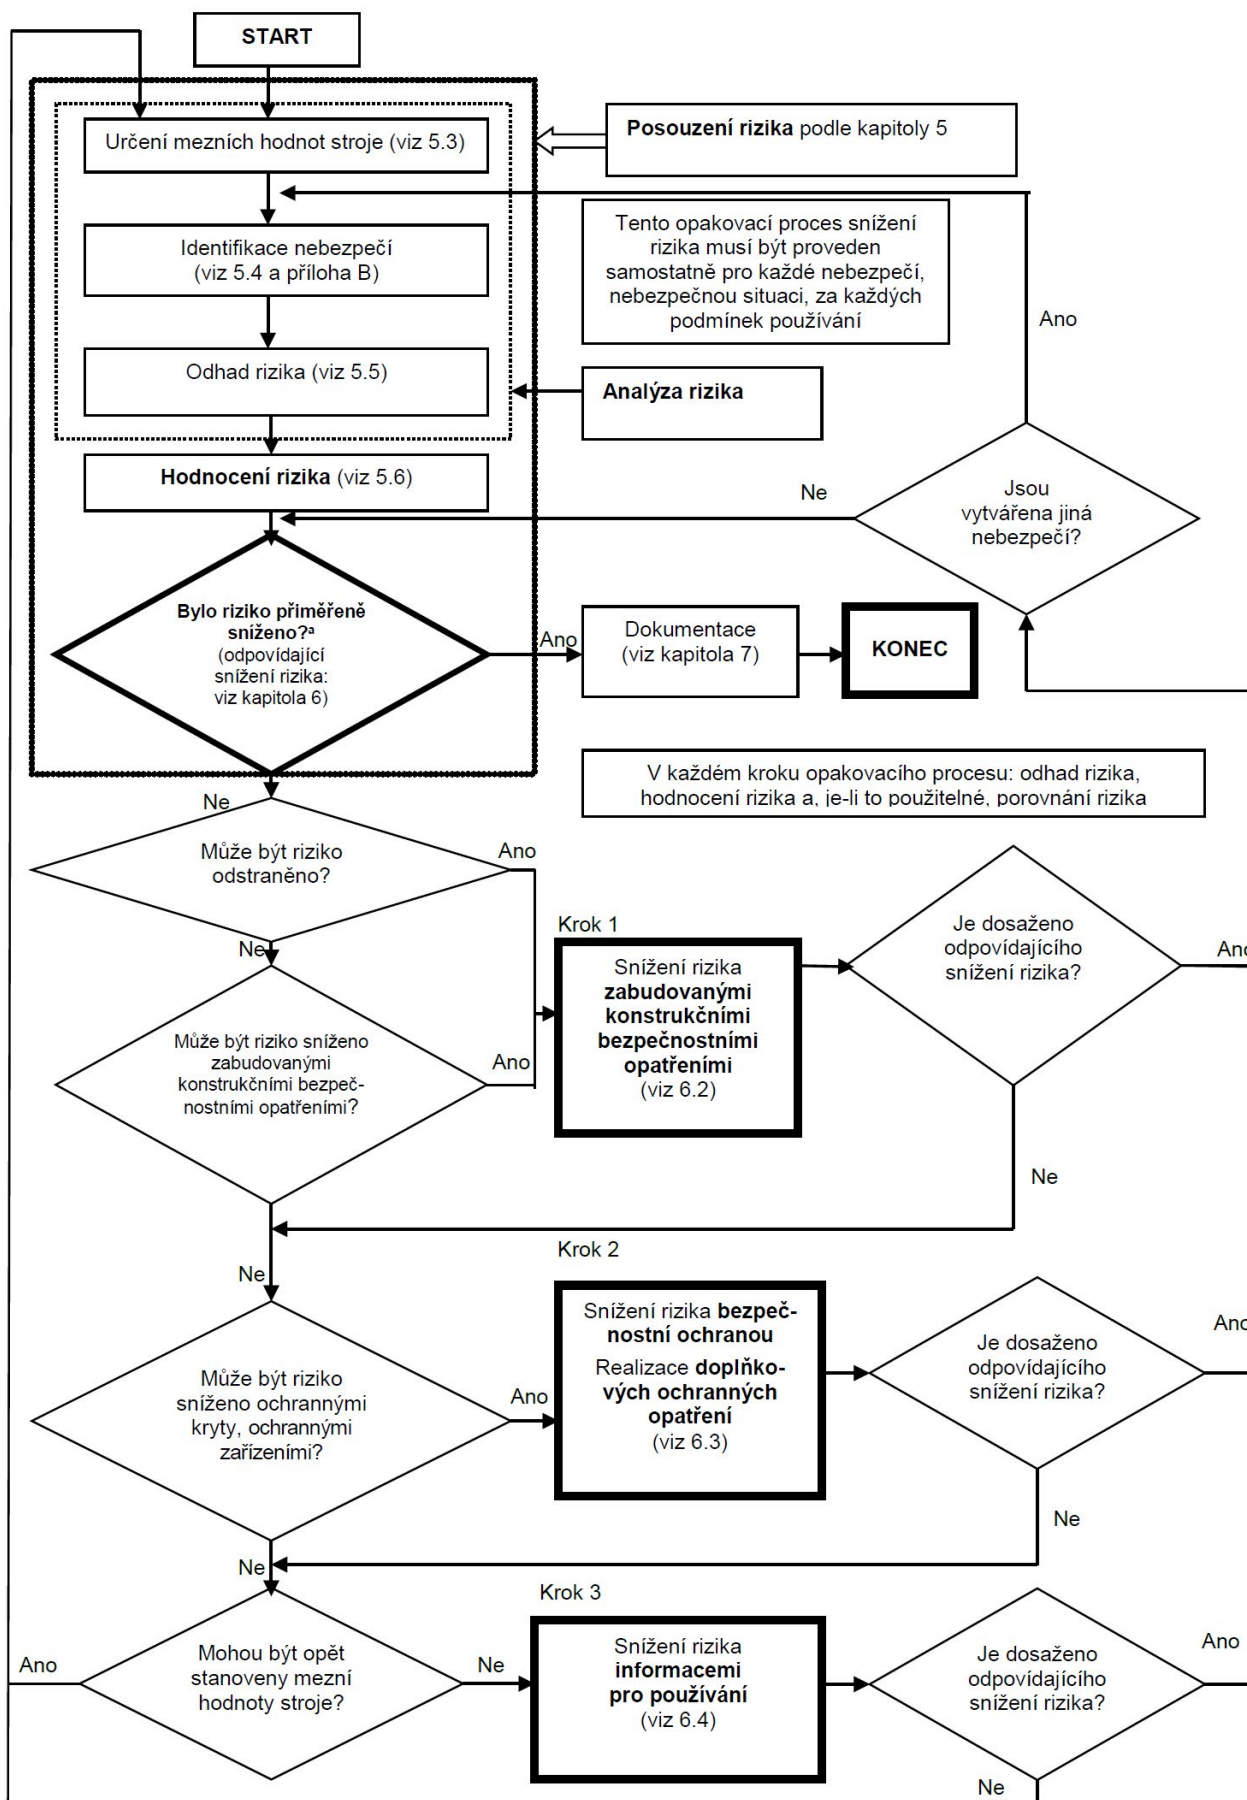 START
Určení mezních hodnot stroje (viz 5.3)
Posouzení rizika podle kapitoly 5
Identifikace nebezpečí
(viz 5.4 a příloha B)
Tento opakovací proces snížení
rizika musí být proveden
samostatně pro každé nebezpečí,
nebezpečnou situaci, za každých
podmínek používání
Ano
Odhad rizika (viz 5.5)
Analýza rizika
Hodnocení rizika (viz 5.6)
Ne
Jsou
vytvářena jiná
nebezpečí?
Bylo riziko přiměřeně
sníženo?ᵃ
(odpovídající
snížení rizika:
viz kapitola 6)
Ano
Dokumentace
(viz kapitola 7)
KONEC
V každém kroku opakovacího procesu: odhad rizika,
hodnocení rizika a, je-li to použitelné, porovnání rizika
Ne
Může být riziko
odstraněno?
Ano
Ne
Krok 1
Snížení rizika
zabudovanými
konstrukčními
bezpečnostními
opatřeními
(viz 6.2)
Je dosaženo
odpovídajícího
snížení rizika?
Ano
Může být riziko sníženo
zabudovanými
konstrukčními bezpeč-
nostními opatřeními?
Ano
Ne
Krok 2
Ne
Snížení rizika bezpeč-
nostní ochranou
Realizace doplňko-
vých ochranných
opatření
(viz 6.3)
Je dosaženo
odpovídajícího
snížení rizika?
Ano
Může být riziko
sníženo ochrannými
kryty, ochrannými
zařízeními?
Ano
Ne
Ne
Krok 3
Ano
Mohou být opět
stanoveny mezní
hodnoty stroje?
Ne
Snížení rizika
informacemi
pro používání
(viz 6.4)
Je dosaženo
odpovídajícího
snížení rizika?
Ano
Ne